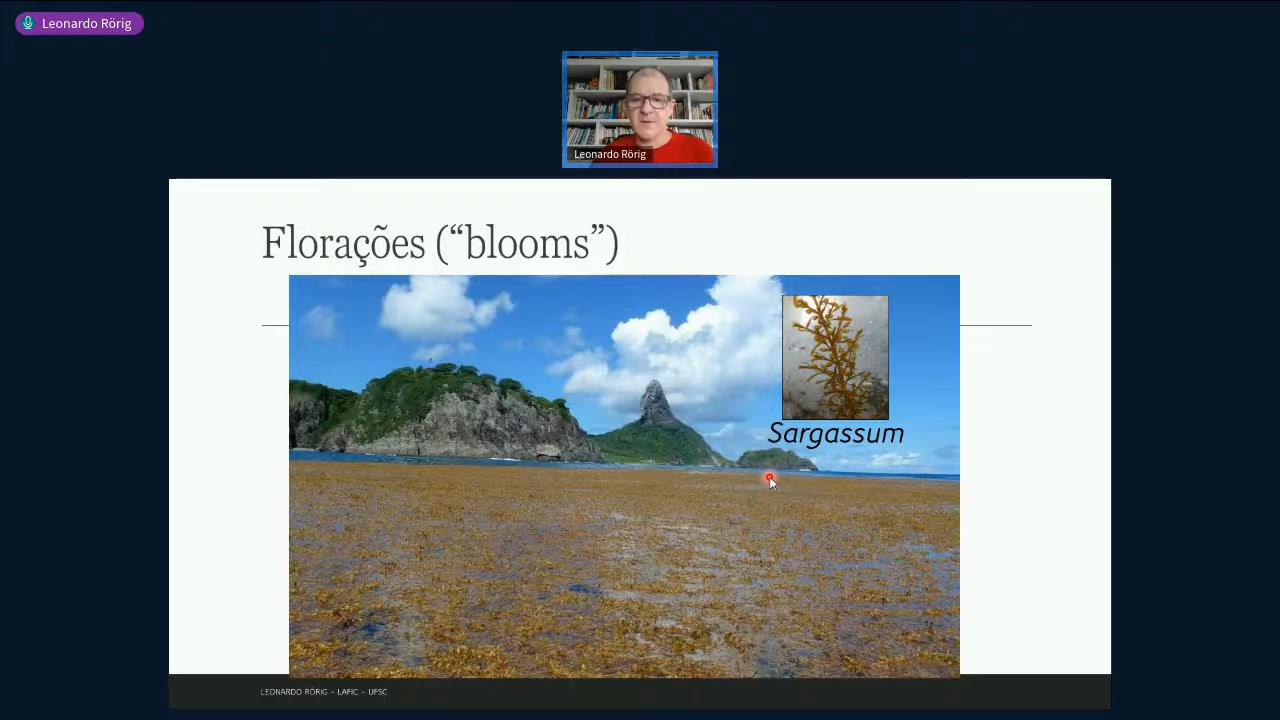 Leonardo Rörig
Leonardo Rörig
Florações (“blooms”)
Sargassum
LEONARDO RÖRIG - LAFIC - UFSC